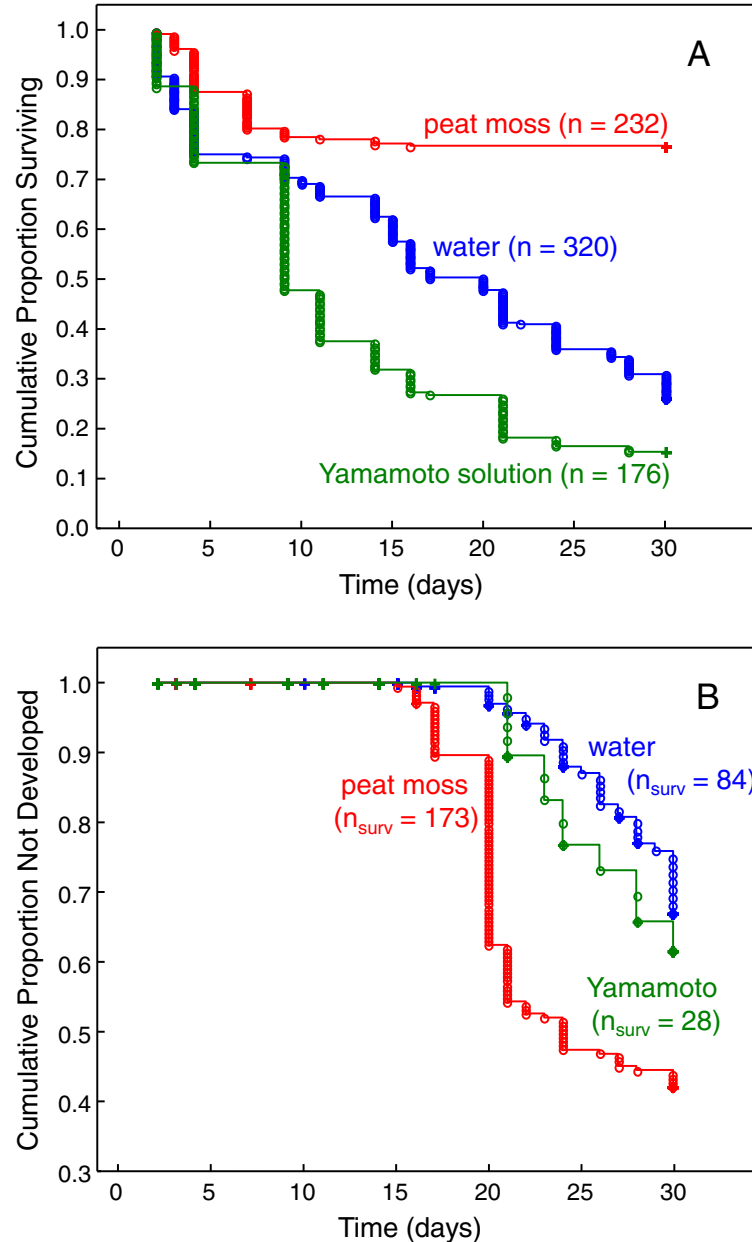 A
Cumulative Proportion Surviving
1.0
0.9
0.8
0.7
0.6
0.5
0.4
0.3
0.2
0.1
0.0
peat moss (n = 232)
water (n = 320)
Yamamoto solution (n = 176)
0 5 10 15 20 25 30
Time (days)
B
Cumulative Proportion Not Developed
1.0
0.9
0.8
0.7
0.6
0.5
0.4
0.3
water
(n_surv = 84)
peat moss
(n_surv = 173)
Yamamoto
(n_surv = 28)
0 5 10 15 20 25 30
Time (days)